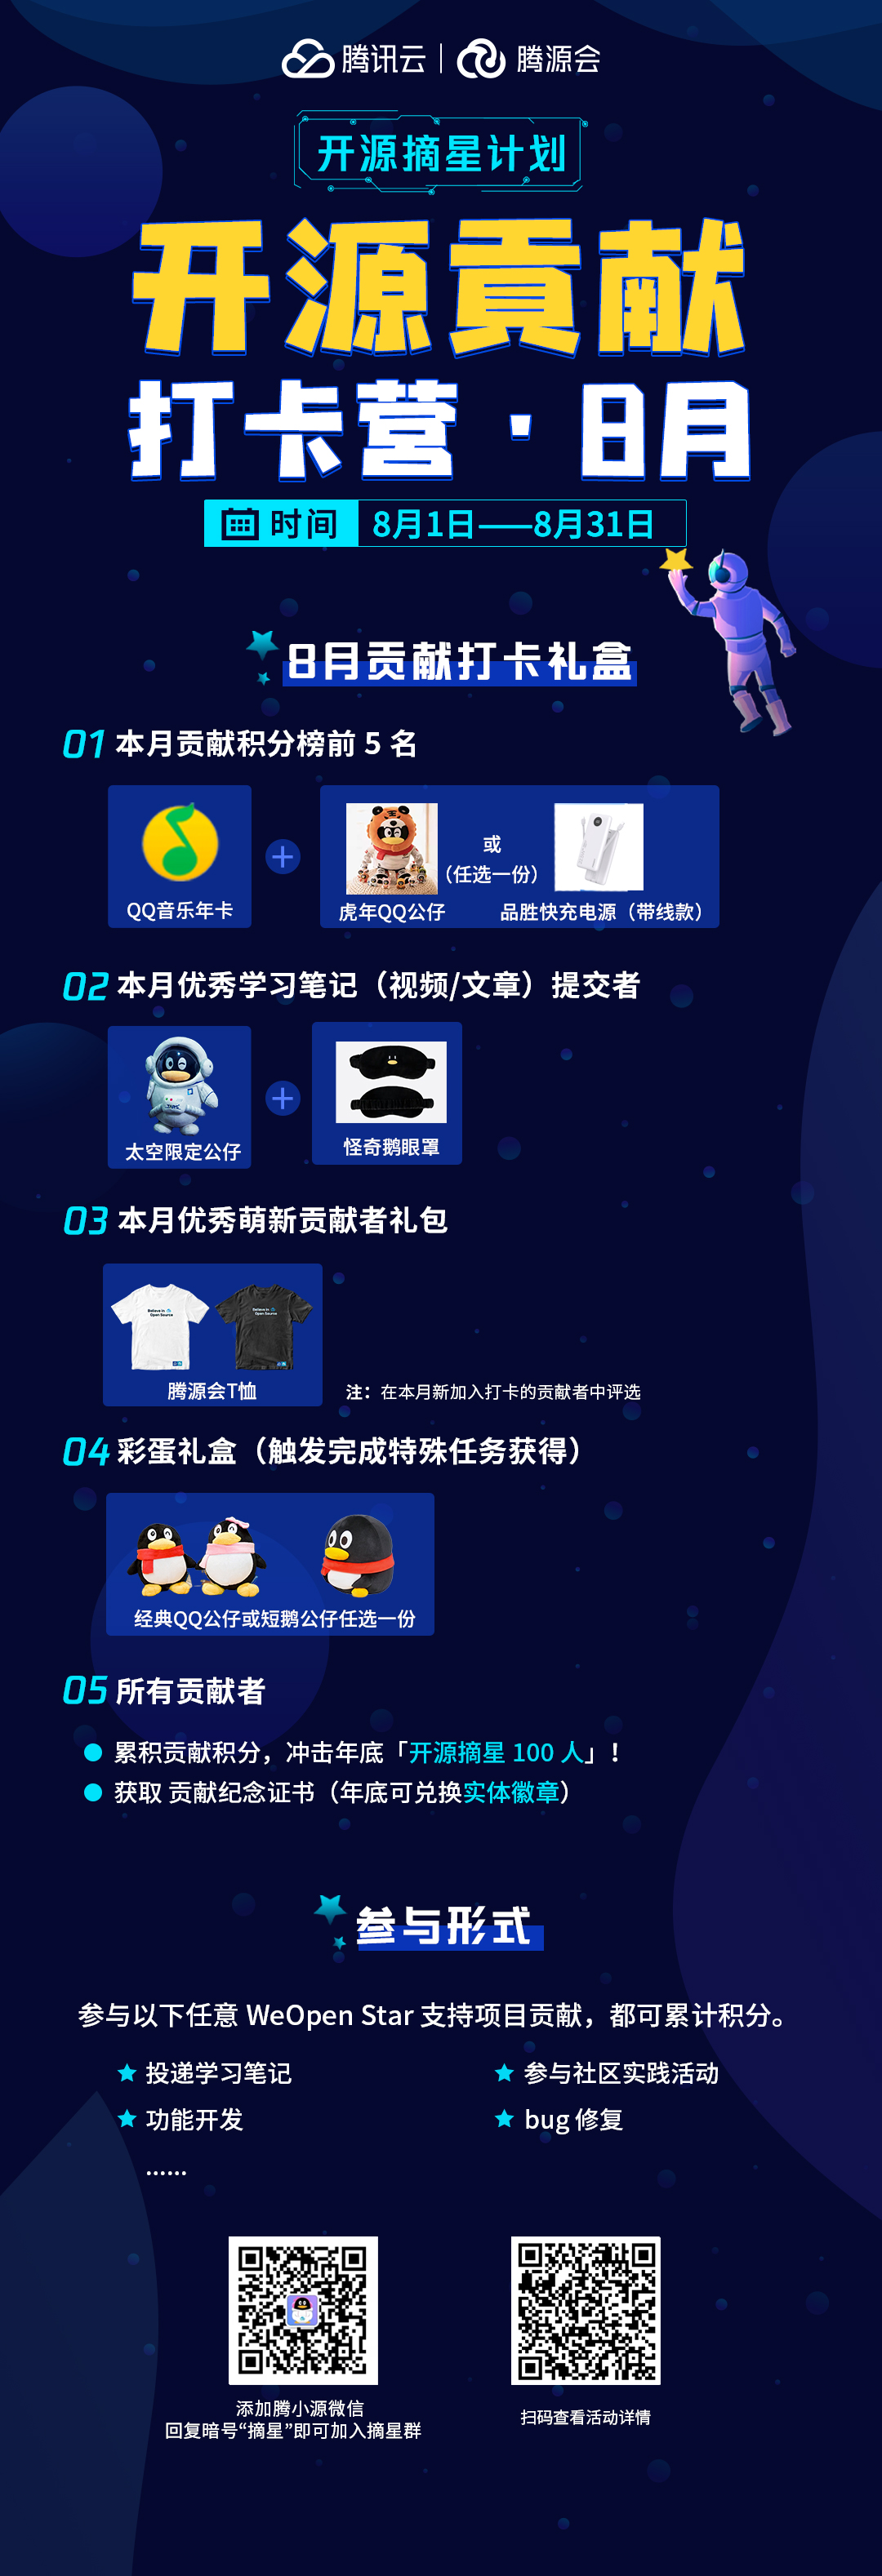 腾讯云 | 腾源会
开源摘星计划
开源貢献
打卡营·8月
时间 8月1日——8月31日
8月贡献打卡礼盒
01 本月贡献积分榜前 5 名
或
（任选一份）
QQ音乐年卡
虎年QQ公仔
品胜快充电源（带线款）
02 本月优秀学习笔记（视频/文章）提交者
太空限定公仔
怪奇鹅眼罩
03 本月优秀萌新贡献者礼包
Believe in
Open Source
Believe in
Open Source
腾源会T恤
注：在本月新加入打卡的贡献者中评选
04 彩蛋礼盒（触发完成特殊任务获得）
经典QQ公仔或短鹅公仔任选一份
05 所有贡献者
累积贡献积分，冲击年底「开源摘星 100 人」！
获取 贡献纪念证书（年底可兑换实体徽章）
参与形式
参与以下任意 WeOpen Star 支持项目贡献，都可累计积分。
投递学习笔记
参与社区实践活动
功能开发
bug 修复
......
添加腾小源微信
回复暗号“摘星”即可加入摘星群
扫码查看活动详情